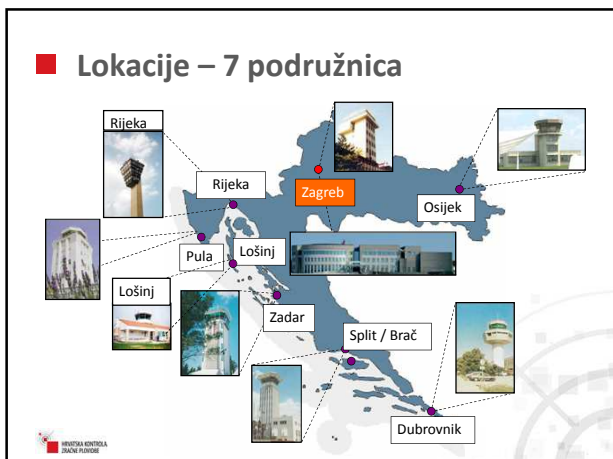 Lokacije – 7 podružnica
Rijeka
Rijeka
Zagreb
Osijek
Pula
Lošinj
Lošinj
Zadar
Split / Brač
Dubrovnik
HRVATSKA KONTROLA
ZRAČNE PLOVIDBE